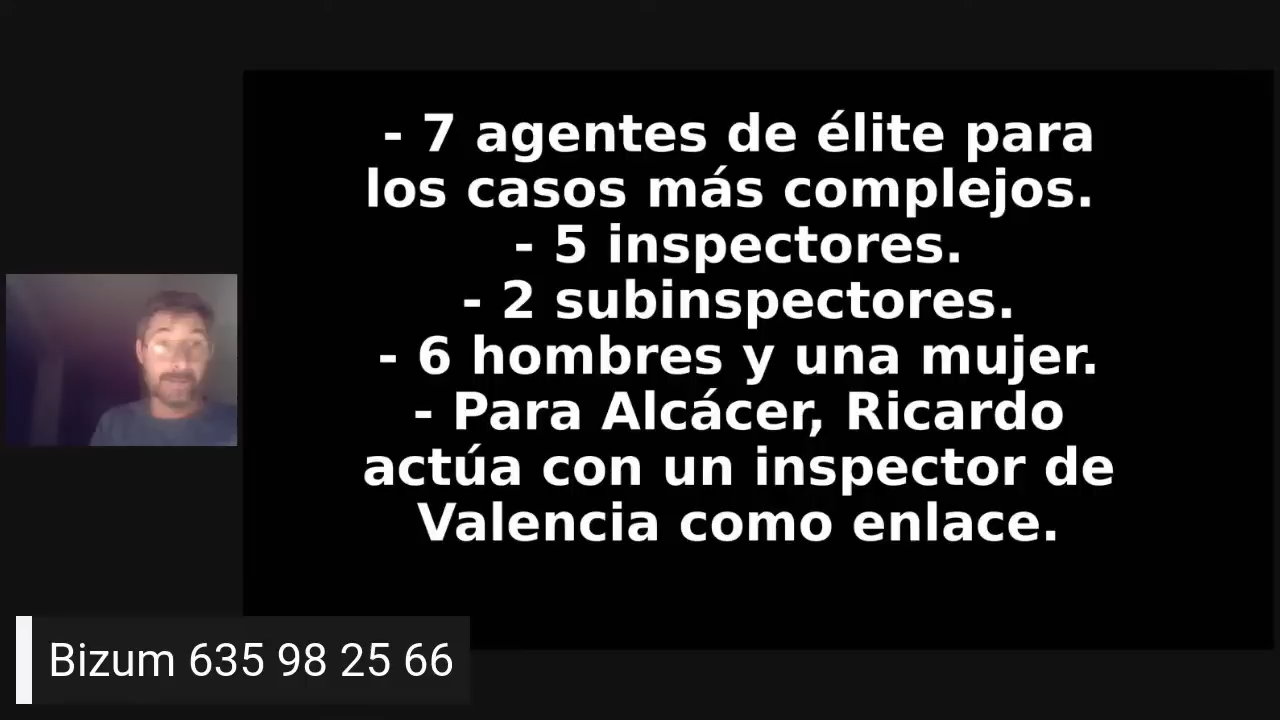 - 7 agentes de élite para
los casos más complejos.
- 5 inspectores.
- 2 subinspectores.
- 6 hombres y una mujer.
- Para Alcácer, Ricardo
actúa con un inspector de
Valencia como enlace.
Bizum 635 98 25 66